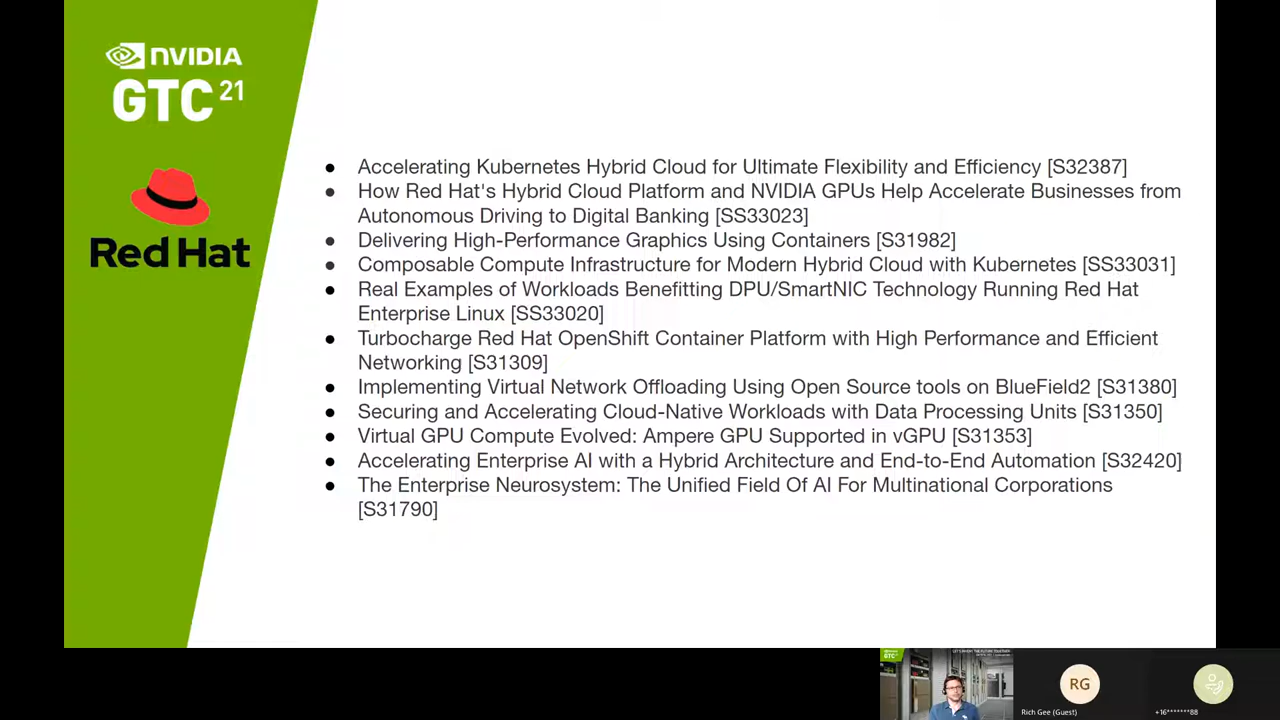 NVIDIA
GTC 21
Red Hat
● Accelerating Kubernetes Hybrid Cloud for Ultimate Flexibility and Efficiency [S32387]
● How Red Hat's Hybrid Cloud Platform and NVIDIA GPUs Help Accelerate Businesses from
Autonomous Driving to Digital Banking [SS33023]
● Delivering High-Performance Graphics Using Containers [S31982]
● Composable Compute Infrastructure for Modern Hybrid Cloud with Kubernetes [SS33031]
● Real Examples of Workloads Benefitting DPU/SmartNIC Technology Running Red Hat
Enterprise Linux [SS33020]
● Turbocharge Red Hat OpenShift Container Platform with High Performance and Efficient
Networking [S31309]
● Implementing Virtual Network Offloading Using Open Source tools on BlueField2 [S31380]
● Securing and Accelerating Cloud-Native Workloads with Data Processing Units [S31350]
● Virtual GPU Compute Evolved: Ampere GPU Supported in vGPU [S31353]
● Accelerating Enterprise AI with a Hybrid Architecture and End-to-End Automation [S32420]
● The Enterprise Neurosystem: The Unified Field Of AI For Multinational Corporations
[S31790]
GTC
RG
Rich Gee (Guest)
+16*******88